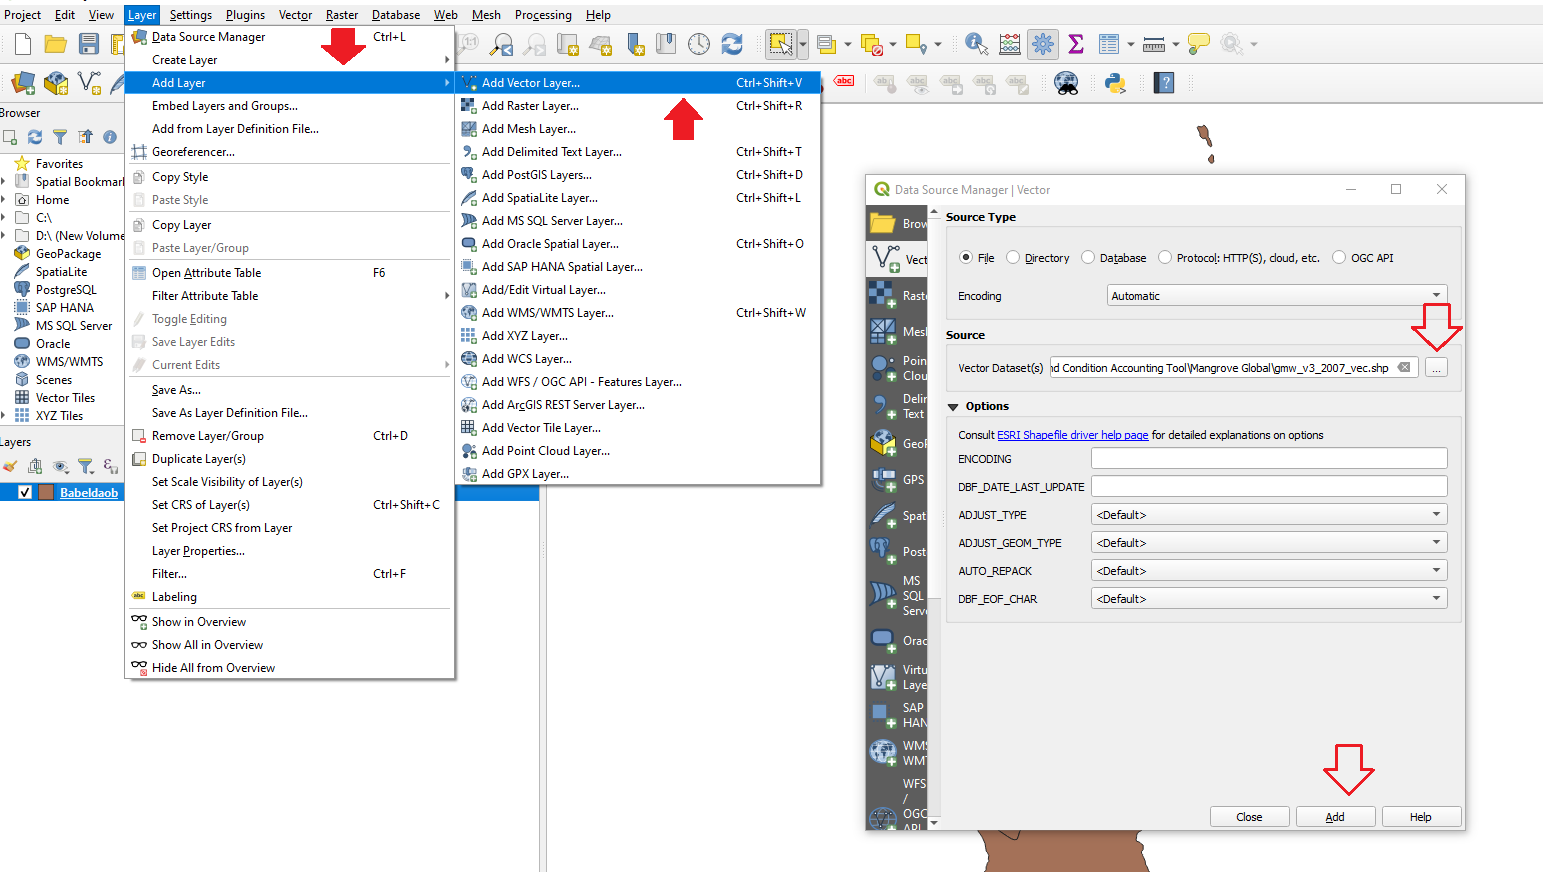 Project Edit View Layer Settings Plugins Vector Raster Database Web Mesh Processing Help
Data Source Manager Ctrl+L
Create Layer
Add Layer
Embed Layers and Groups...
Add from Layer Definition File...
Georeferencer...
Copy Style
Paste Style
Copy Layer
Paste Layer/Group
Open Attribute Table F6
Filter Attribute Table
Toggle Editing
Save Layer Edits
Current Edits
Save As...
Save As Layer Definition File...
Remove Layer/Group Ctrl+D
Duplicate Layer(s)
Set Scale Visibility of Layer(s)
Set CRS of Layer(s) Ctrl+Shift+C
Set Project CRS from Layer
Layer Properties...
Filter... Ctrl+F
abc Labeling
Show in Overview
Show All in Overview
Hide All from Overview
Add Vector Layer... Ctrl+Shift+V
Add Raster Layer... Ctrl+Shift+R
Add Mesh Layer...
Add Delimited Text Layer... Ctrl+Shift+T
Add PostGIS Layers... Ctrl+Shift+D
Add SpatiaLite Layer... Ctrl+Shift+L
Add MS SQL Server Layer...
Add Oracle Spatial Layer... Ctrl+Shift+O
Add SAP HANA Spatial Layer...
Add/Edit Virtual Layer...
Add WMS/WMTS Layer... Ctrl+Shift+W
Add XYZ Layer...
Add WCS Layer...
Add WFS / OGC API - Features Layer...
Add ArcGIS REST Server Layer...
Add Vector Tile Layer...
Add Point Cloud Layer...
Add GPX Layer...
abc
Browser
Favorites
Spatial Bookmar
Home
C:\
D:\ (New Volume
GeoPackage
SpatiaLite
PostgreSQL
SAP HANA
MS SQL Server
Oracle
WMS/WMTS
Scenes
Vector Tiles
XYZ Tiles
Layers
Babeldaob
Data Source Manager | Vector
Brow
Vect
Raste
Mesh
Poin
Clou
Delin
Text
GeoP
GPS
Spat
Post
MS
SQL
Serve
Orac
Virtu
Laye
SAP
HAN
WMS
WMT
WFS
/
OGC
API
Source Type
File Directory Database Protocol: HTTP(S), cloud, etc. OGC API
Encoding Automatic
Source
Vector Dataset(s) nd Condition Accounting Tool\Mangrove Global\gmw_v3_2007_vec.shp ...
Options
Consult ESRI Shapefile driver help page for detailed explanations on options
ENCODING
DBF_DATE_LAST_UPDATE
ADJUST_TYPE <Default>
ADJUST_GEOM_TYPE <Default>
AUTO_REPACK <Default>
DBF_EOF_CHAR <Default>
Close Add Help